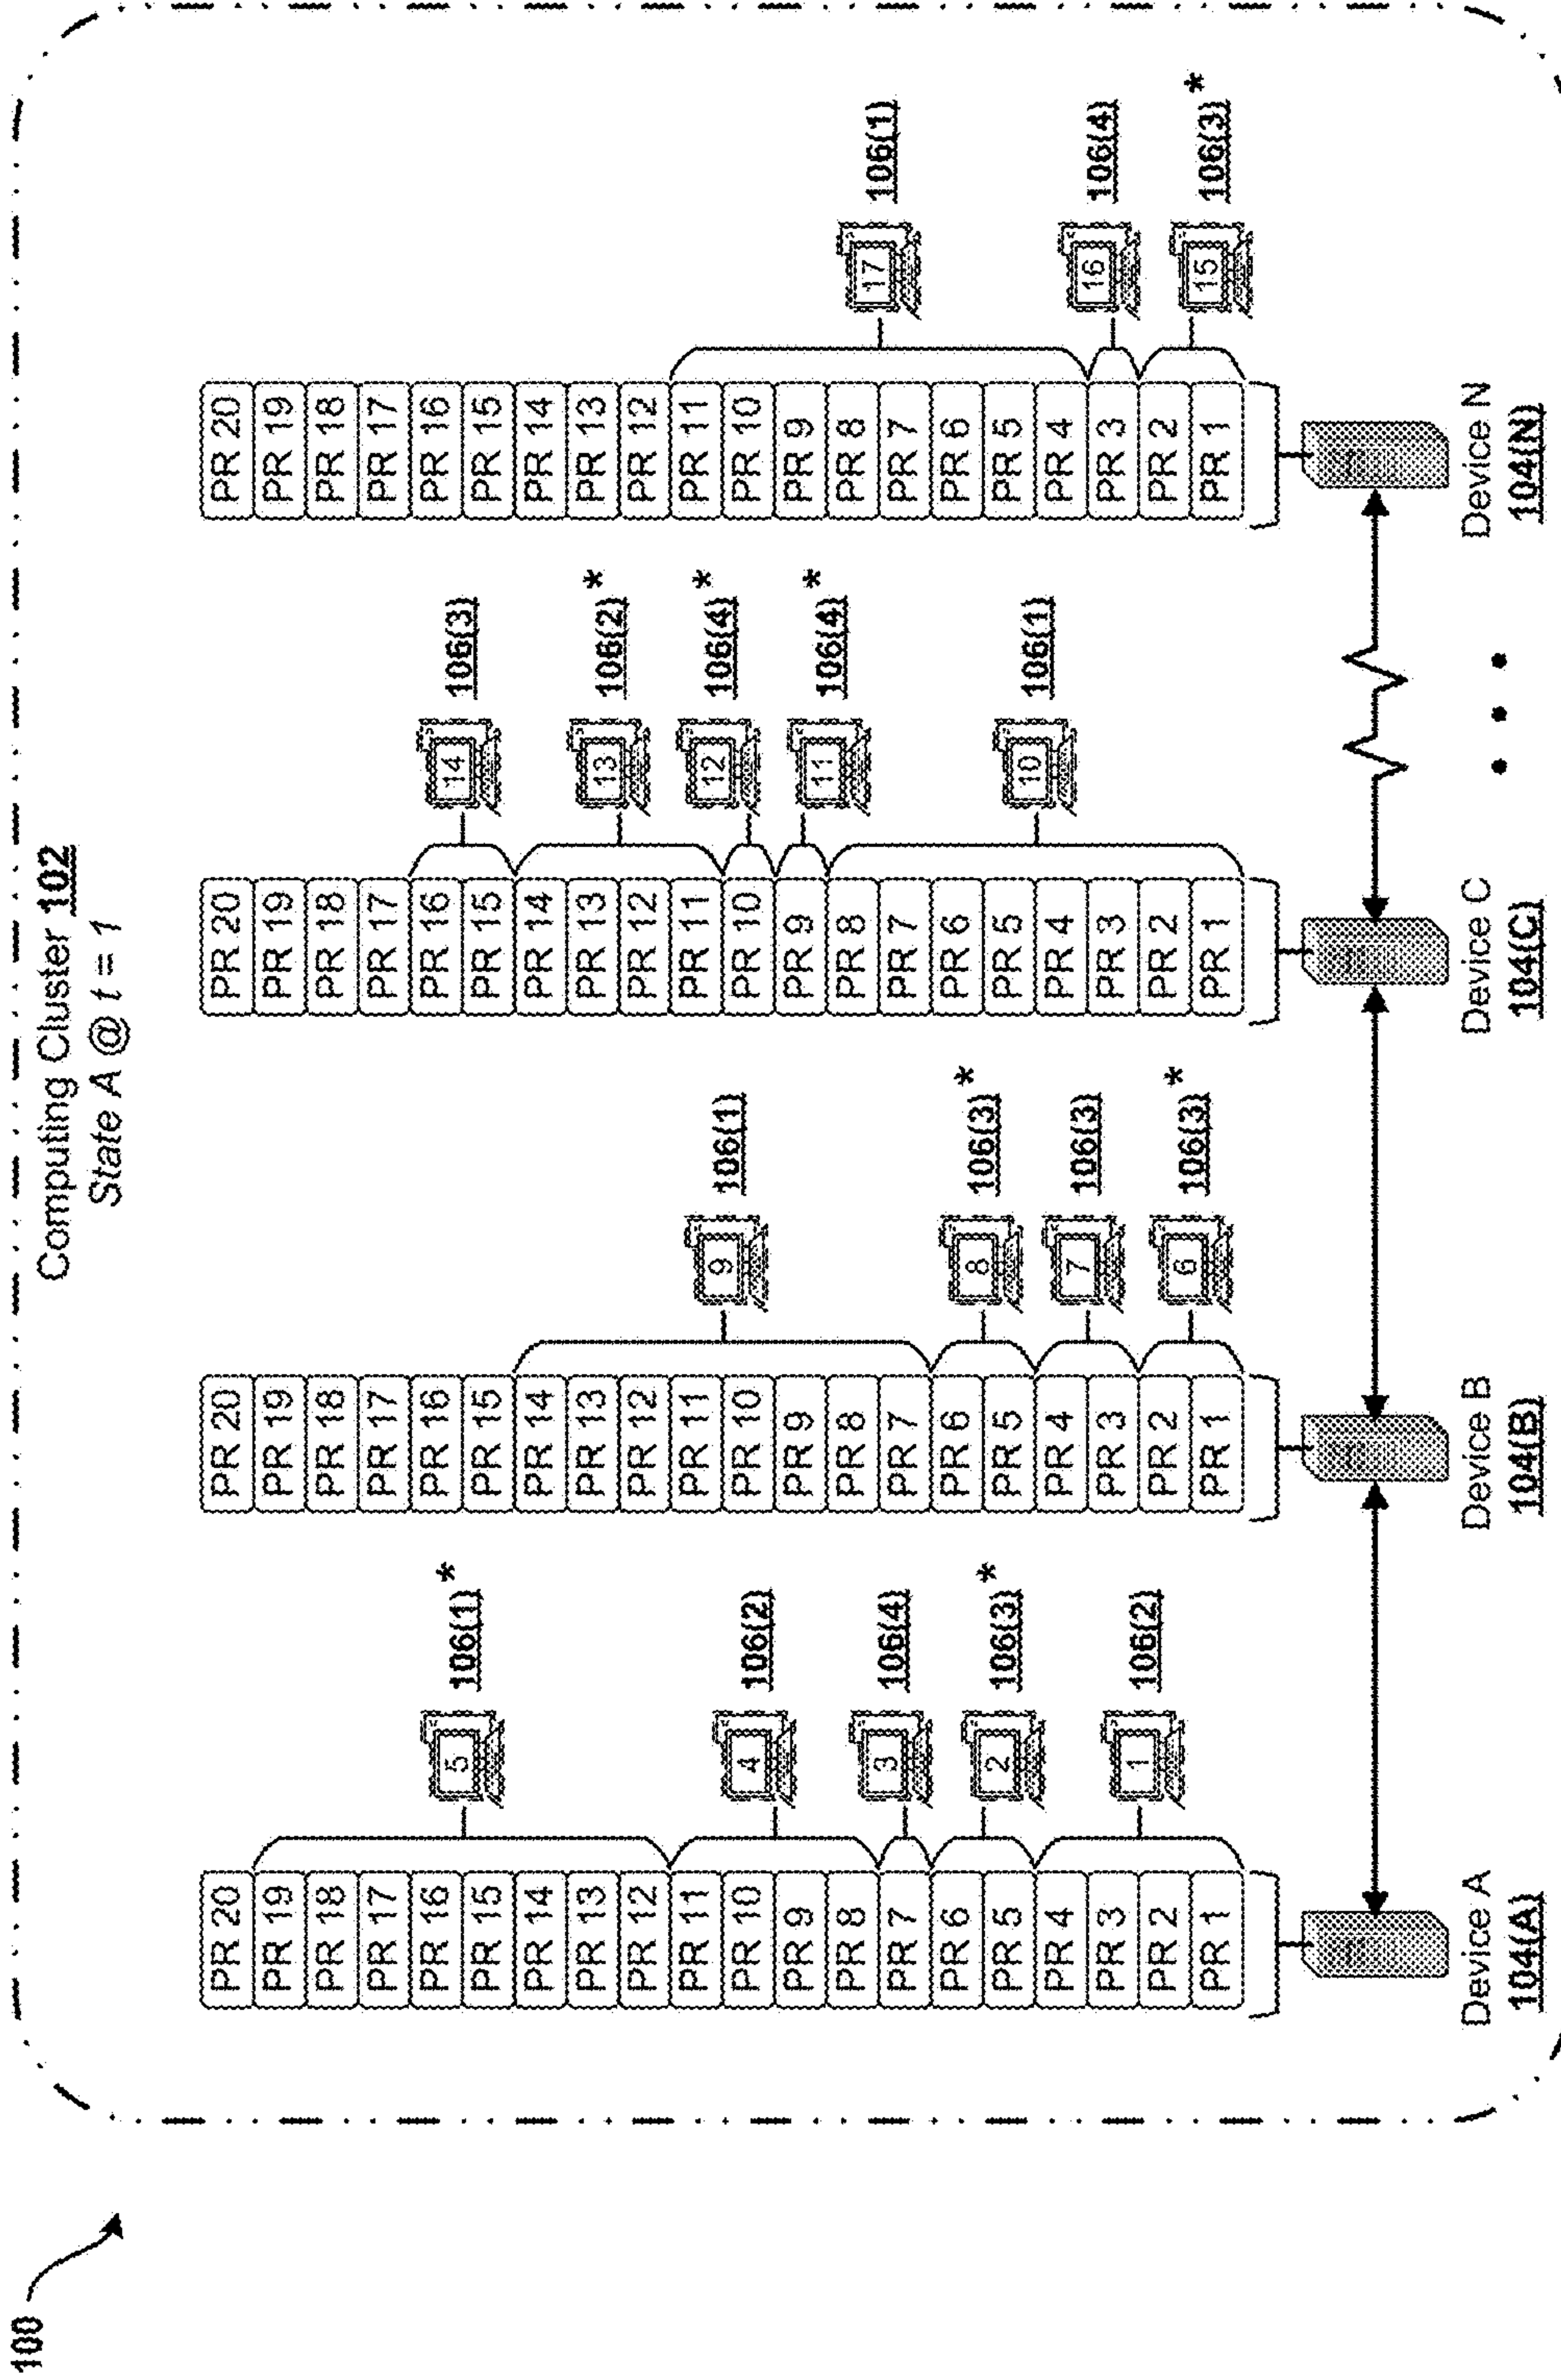 100
Computing Cluster 102
State A @ t = 1
PR 20
PR 19
PR 18
PR 17
PR 16
PR 15
PR 14
PR 13
PR 12
PR 11
PR 10
PR 9
PR 8
PR 7
PR 6
PR 5
PR 4
PR 3
PR 2
PR 1
5 106(1)*
4 106(2)
3 106(4)
2 106(3)*
1 106(2)
Device A
104(A)
PR 20
PR 19
PR 18
PR 17
PR 16
PR 15
PR 14
PR 13
PR 12
PR 11
PR 10
PR 9
PR 8
PR 7
PR 6
PR 5
PR 4
PR 3
PR 2
PR 1
9 106(1)
8 106(3)*
7 106(3)
6 106(3)*
Device B
104(B)
PR 20
PR 19
PR 18
PR 17
PR 16
PR 15
PR 14
PR 13
PR 12
PR 11
PR 10
PR 9
PR 8
PR 7
PR 6
PR 5
PR 4
PR 3
PR 2
PR 1
14 106(3)
13 106(2)*
12 106(4)*
11 106(4)*
10 106(1)
Device C
104(C)
• • •
PR 20
PR 19
PR 18
PR 17
PR 16
PR 15
PR 14
PR 13
PR 12
PR 11
PR 10
PR 9
PR 8
PR 7
PR 6
PR 5
PR 4
PR 3
PR 2
PR 1
17 106(1)
16 106(4)
15 106(3)*
Device N
104(N)